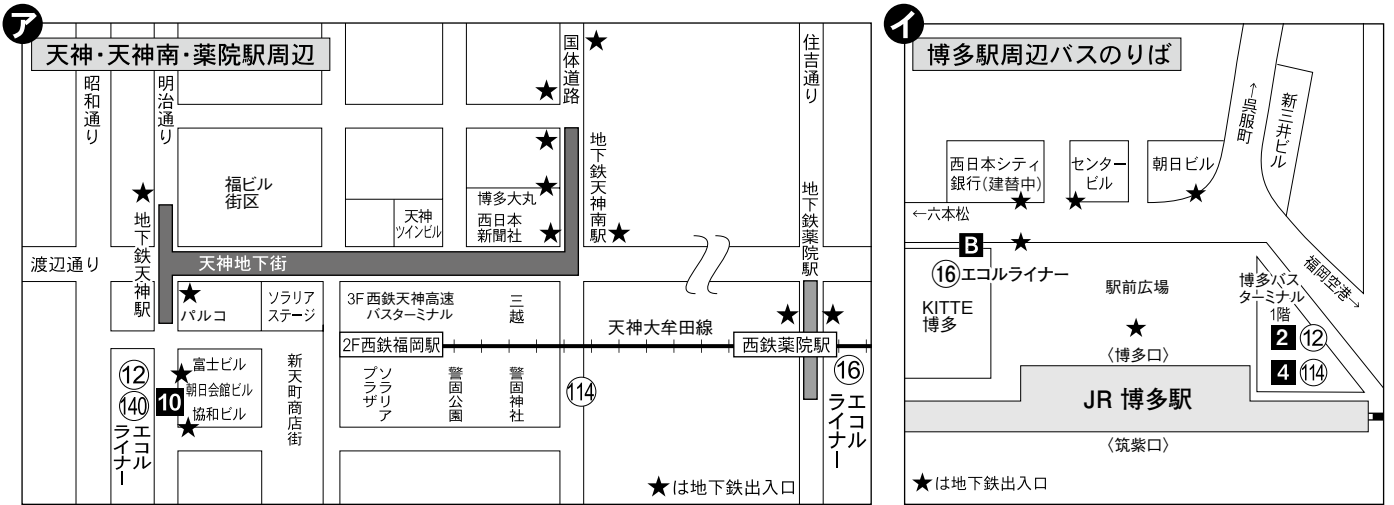 ア
天神・天神南・薬院駅周辺
昭和通り
明治通り
国体道路
住吉通り
福ビル
街区
天神
ツインビル
博多大丸
西日本
新聞社
地下鉄天神南駅
地下鉄薬院駅
地下鉄天神駅
渡辺通り
天神地下街
パルコ
ソラリア
ステージ
3F西鉄天神高速
バスターミナル
三越
天神大牟田線
2F西鉄福岡駅
西鉄薬院駅
富士ビル
朝日会館ビル
協和ビル
新天町商店街
ソラリア
プラザ
警固公園
警固神社
12
140
10
エコル
ライナー
114
16
エコル
ライナー
★は地下鉄出入口
イ
博多駅周辺バスのりば
←呉服町
新三井ビル
西日本シティ
銀行(建替中)
センター
ビル
朝日ビル
←六本松
B
16エコルライナー
KITTE
博多
駅前広場
福岡空港→
博多バス
ターミナル
1階
2 12
4 114
〈博多口〉
JR 博多駅
〈筑紫口〉
★は地下鉄出入口